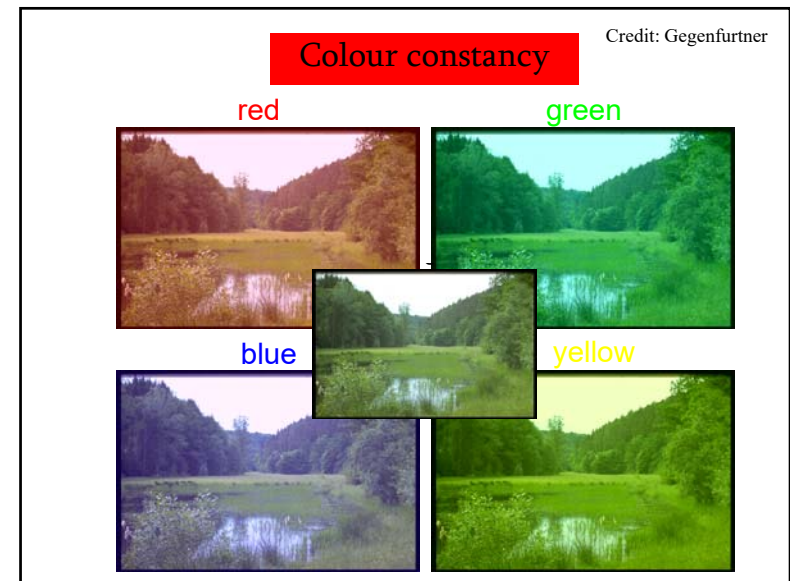 Credit: Gegenfurtner
Colour constancy
red
green
blue
yellow